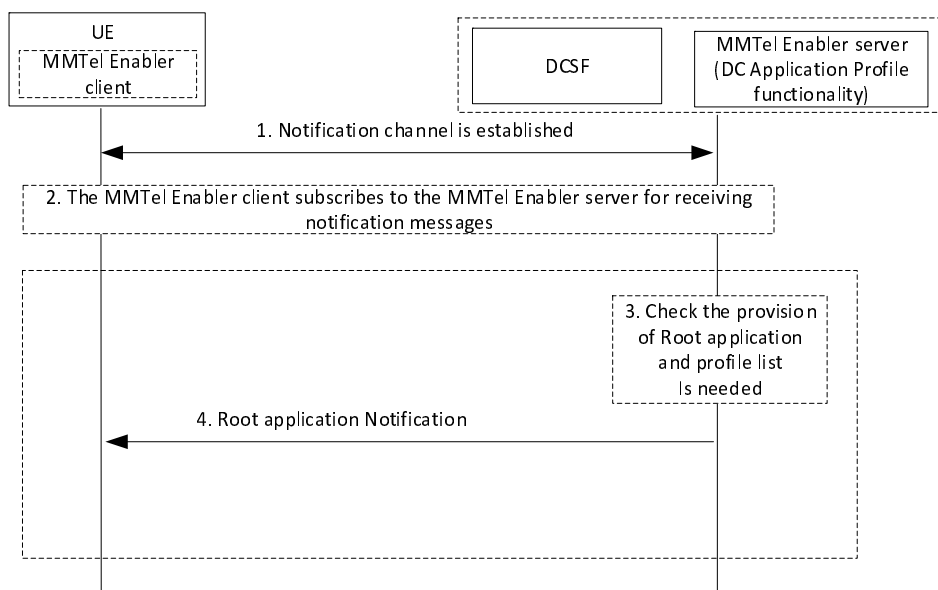 UE
MMTel Enabler
client
DCSF
MMTel Enabler server
(DC Application Profile
functionality)
1. Notification channel is established
2. The MMTel Enabler client subscribes to the MMTel Enabler server for receiving
notification messages
3. Check the provision
of Root application
and profile list
Is needed
4. Root application Notification